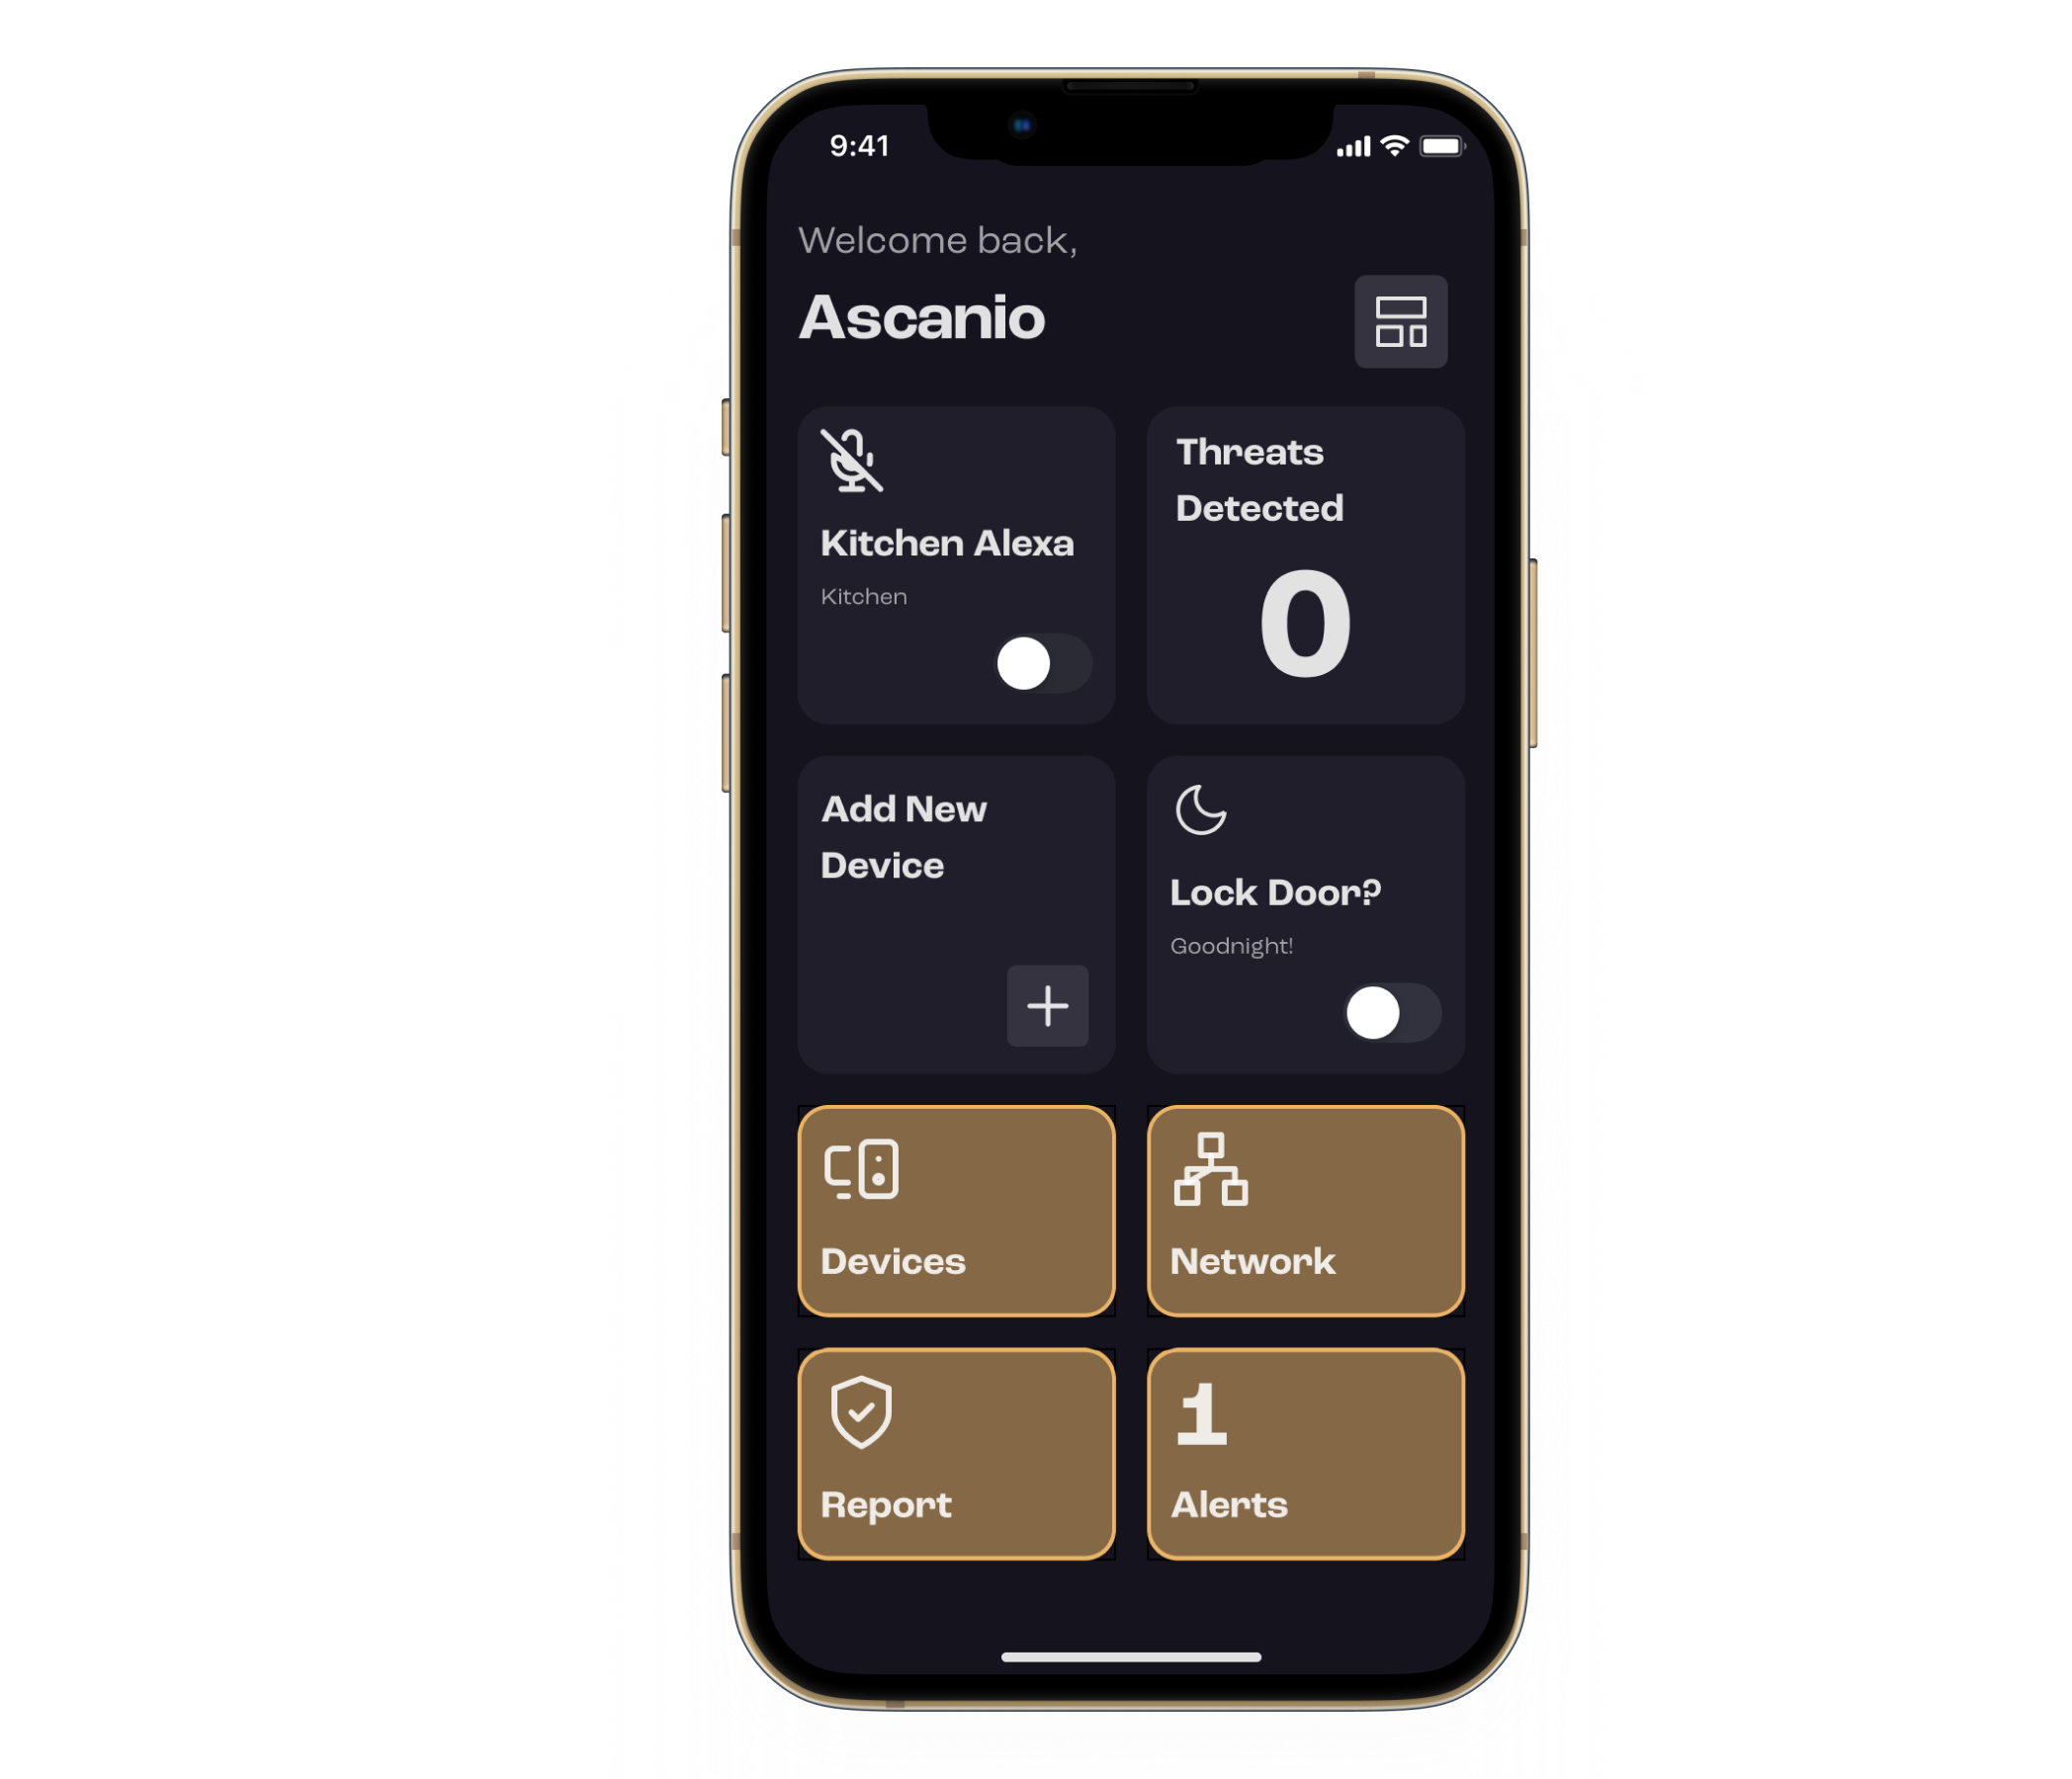 9:41
Welcome back,
Ascanio
Kitchen Alexa
Kitchen
Threats
Detected
0
Add New
Device
Lock Door?
Goodnight!
Devices
Network
Report
1
Alerts